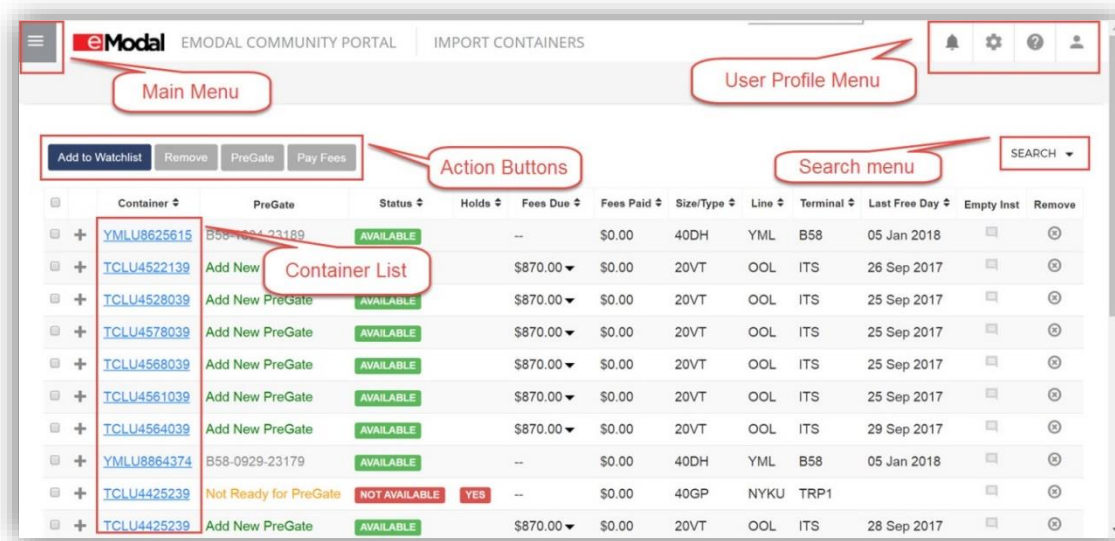 eModal EMODAL COMMUNITY PORTAL IMPORT CONTAINERS
Main Menu
User Profile Menu
Add to Watchlist Remove PreGate Pay Fees
Action Buttons
Search menu
SEARCH
Container PreGate Status Holds Fees Due Fees Paid Size/Type Line Terminal Last Free Day Empty Inst Remove
YMLU8625615 AVAILABLE -- $0.00 40DH YML B58 05 Jan 2018
Container List
TCLU4522139 Add New $870.00 $0.00 20VT OOL ITS 26 Sep 2017
TCLU4528039 Add New PreGate AVAILABLE $870.00 $0.00 20VT OOL ITS 25 Sep 2017
TCLU4578039 Add New PreGate AVAILABLE $870.00 $0.00 20VT OOL ITS 25 Sep 2017
TCLU4568039 Add New PreGate AVAILABLE $870.00 $0.00 20VT OOL ITS 25 Sep 2017
TCLU4561039 Add New PreGate AVAILABLE $870.00 $0.00 20VT OOL ITS 25 Sep 2017
TCLU4564039 Add New PreGate AVAILABLE $870.00 $0.00 20VT OOL ITS 29 Sep 2017
YMLU8864374 B58-0929-23179 AVAILABLE -- $0.00 40DH YML B58 05 Jan 2018
TCLU4425239 Not Ready for PreGate NOT AVAILABLE YES -- $0.00 40GP NYKU TRP1
TCLU4425239 Add New PreGate AVAILABLE $870.00 $0.00 20VT OOL ITS 28 Sep 2017